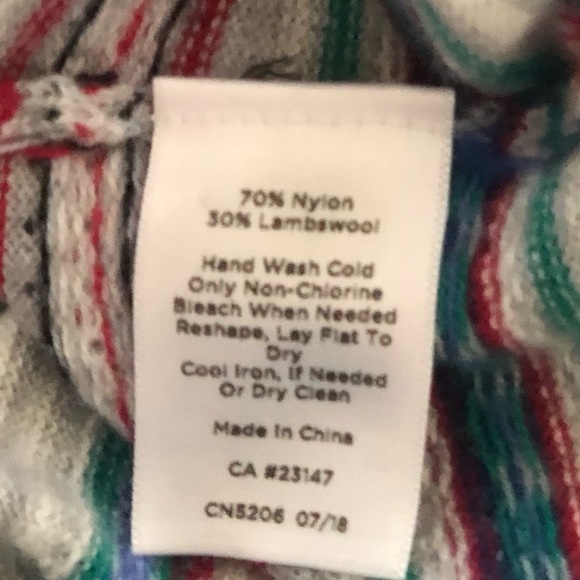 70% Nylon
30% Lambswool
Hand Wash Cold
Only Non-Chlorine
Bleach When Needed
Reshape, Lay Flat To
Dry
Cool Iron, If Needed
Or Dry Clean
Made In China
CA #23147
CN5206 07/18